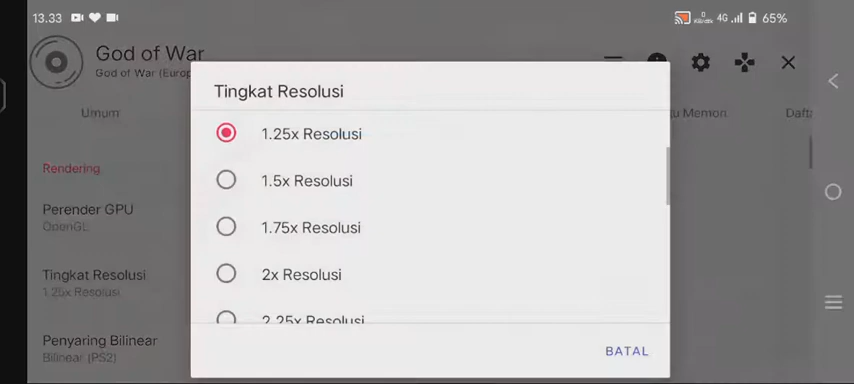 13.33
4G
65%
God of War
God of War (Europ
Umum
Tingkat Resolusi
u Memori
Dafta
Rendering
1.25x Resolusi
1.5x Resolusi
1.75x Resolusi
2x Resolusi
2.25x Resolusi
Perender GPU
OpenGL
Tingkat Resolusi
1.25x Resolusi
Penyaring Bilinear
Bilinear (PS2)
BATAL